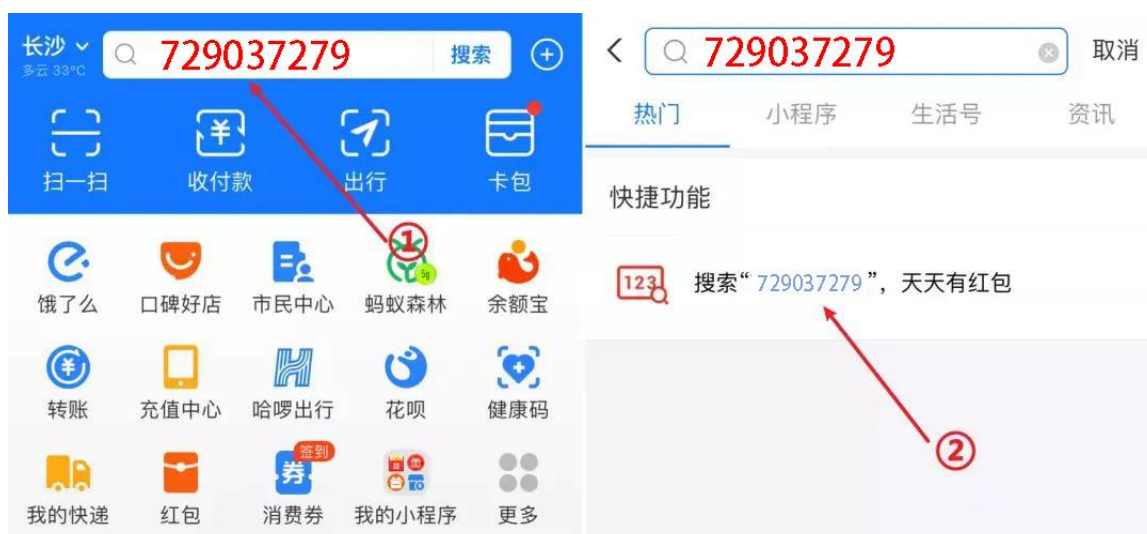 长沙
多云 33°C
729037279
搜索
扫一扫
收付款
出行
卡包
①
5g
饿了么
口碑好店
市民中心
蚂蚁森林
余额宝
转账
充值中心
哈啰出行
花呗
健康码
签到
券
我的快递
红包
消费券
我的小程序
更多
729037279
取消
热门
小程序
生活号
资讯
快捷功能
123
搜索“729037279”，天天有红包
②